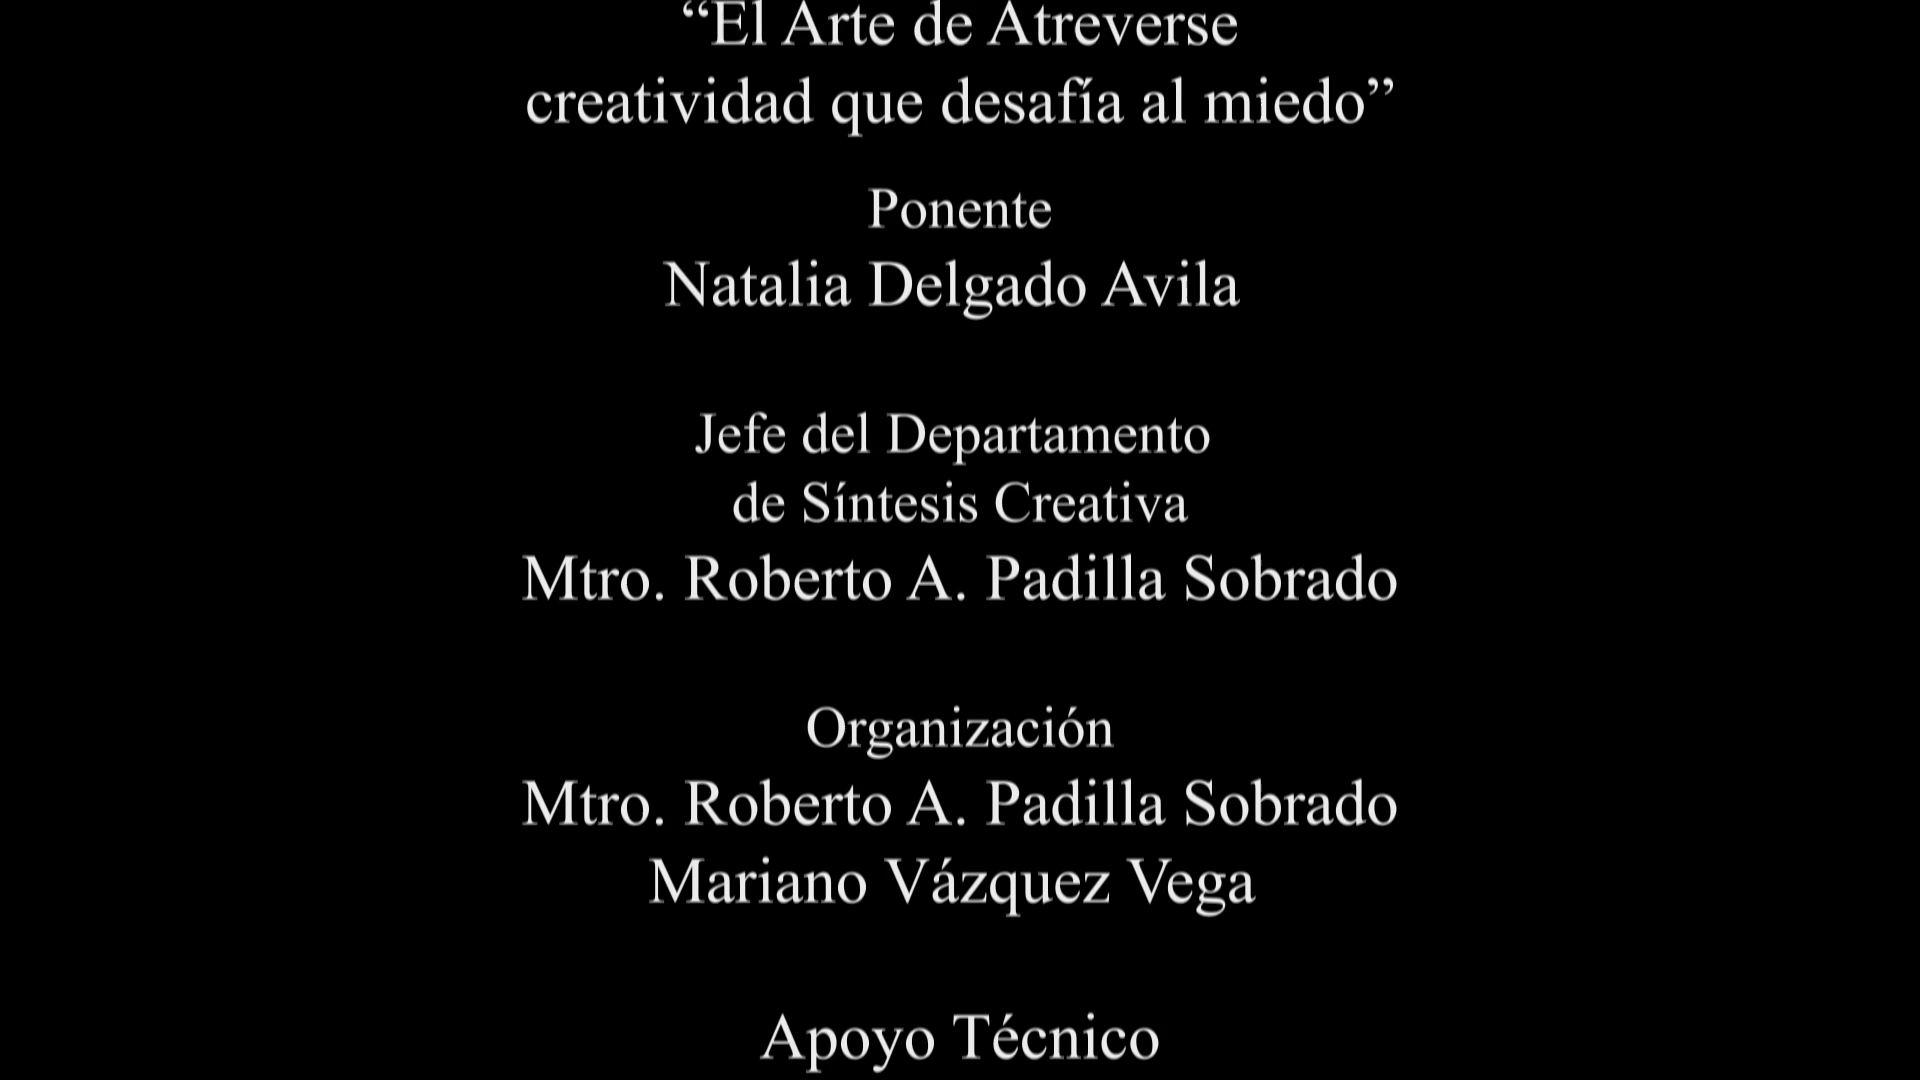 “El Arte de Atreverse
creatividad que desafía al miedo”
Ponente
Natalia Delgado Avila
Jefe del Departamento
de Síntesis Creativa
Mtro. Roberto A. Padilla Sobrado
Organización
Mtro. Roberto A. Padilla Sobrado
Mariano Vázquez Vega
Apoyo Técnico